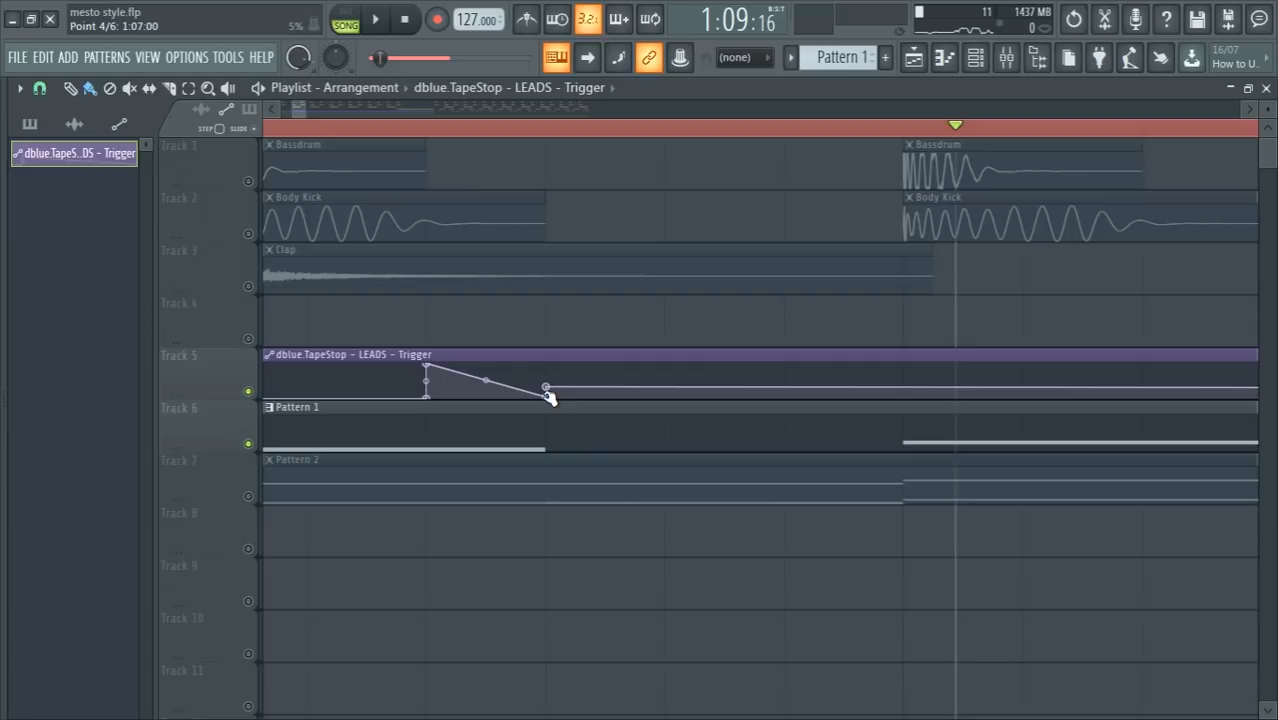 mesto style.flp
Point 4/6: 1:07:00
5%
PAT
SONG
127.000
3.2.
1:09:16
B:S:T
11
1437 MB
0
FILE EDIT ADD PATTERNS VIEW OPTIONS TOOLS HELP
(none)
Pattern 1
16/07
How to U..
Playlist - Arrangement
dblue.TapeStop - LEADS - Trigger
STEP
SLIDE
dblue.TapeS..DS - Trigger
Track 1
Bassdrum
Bassdrum
Track 2
Body Kick
Body Kick
Track 3
Clap
Track 4
Track 5
dblue.TapeStop - LEADS - Trigger
Track 6
Pattern 1
Track 7
Pattern 2
Track 8
Track 9
Track 10
Track 11